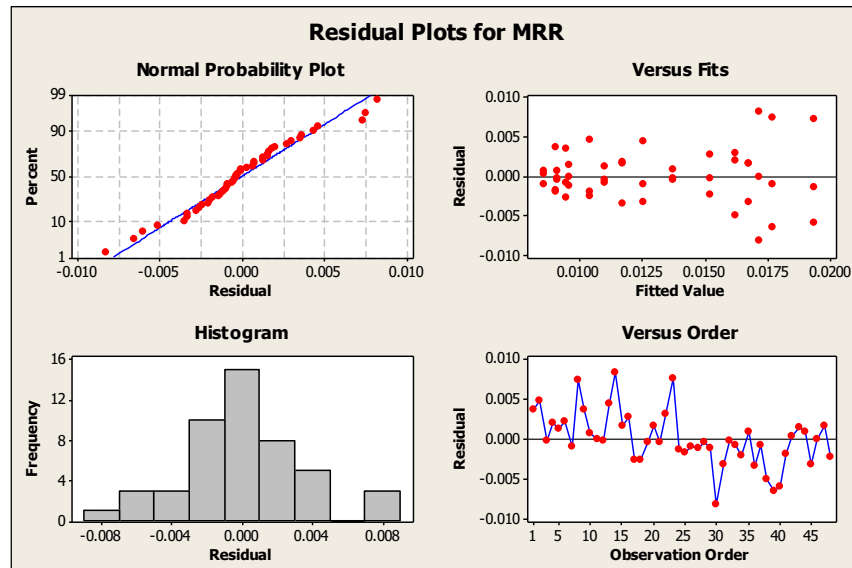 Residual Plots for MRR
Normal Probability Plot
99
90
50
10
1
Percent
-0.010 -0.005 0.000 0.005 0.010
Residual
Versus Fits
0.010
0.005
0.000
-0.005
-0.010
Residual
0.0100 0.0125 0.0150 0.0175 0.0200
Fitted Value
Histogram
16
12
8
4
0
Frequency
-0.008 -0.004 0.000 0.004 0.008
Residual
Versus Order
0.010
0.005
0.000
-0.005
-0.010
Residual
1 5 10 15 20 25 30 35 40 45
Observation Order